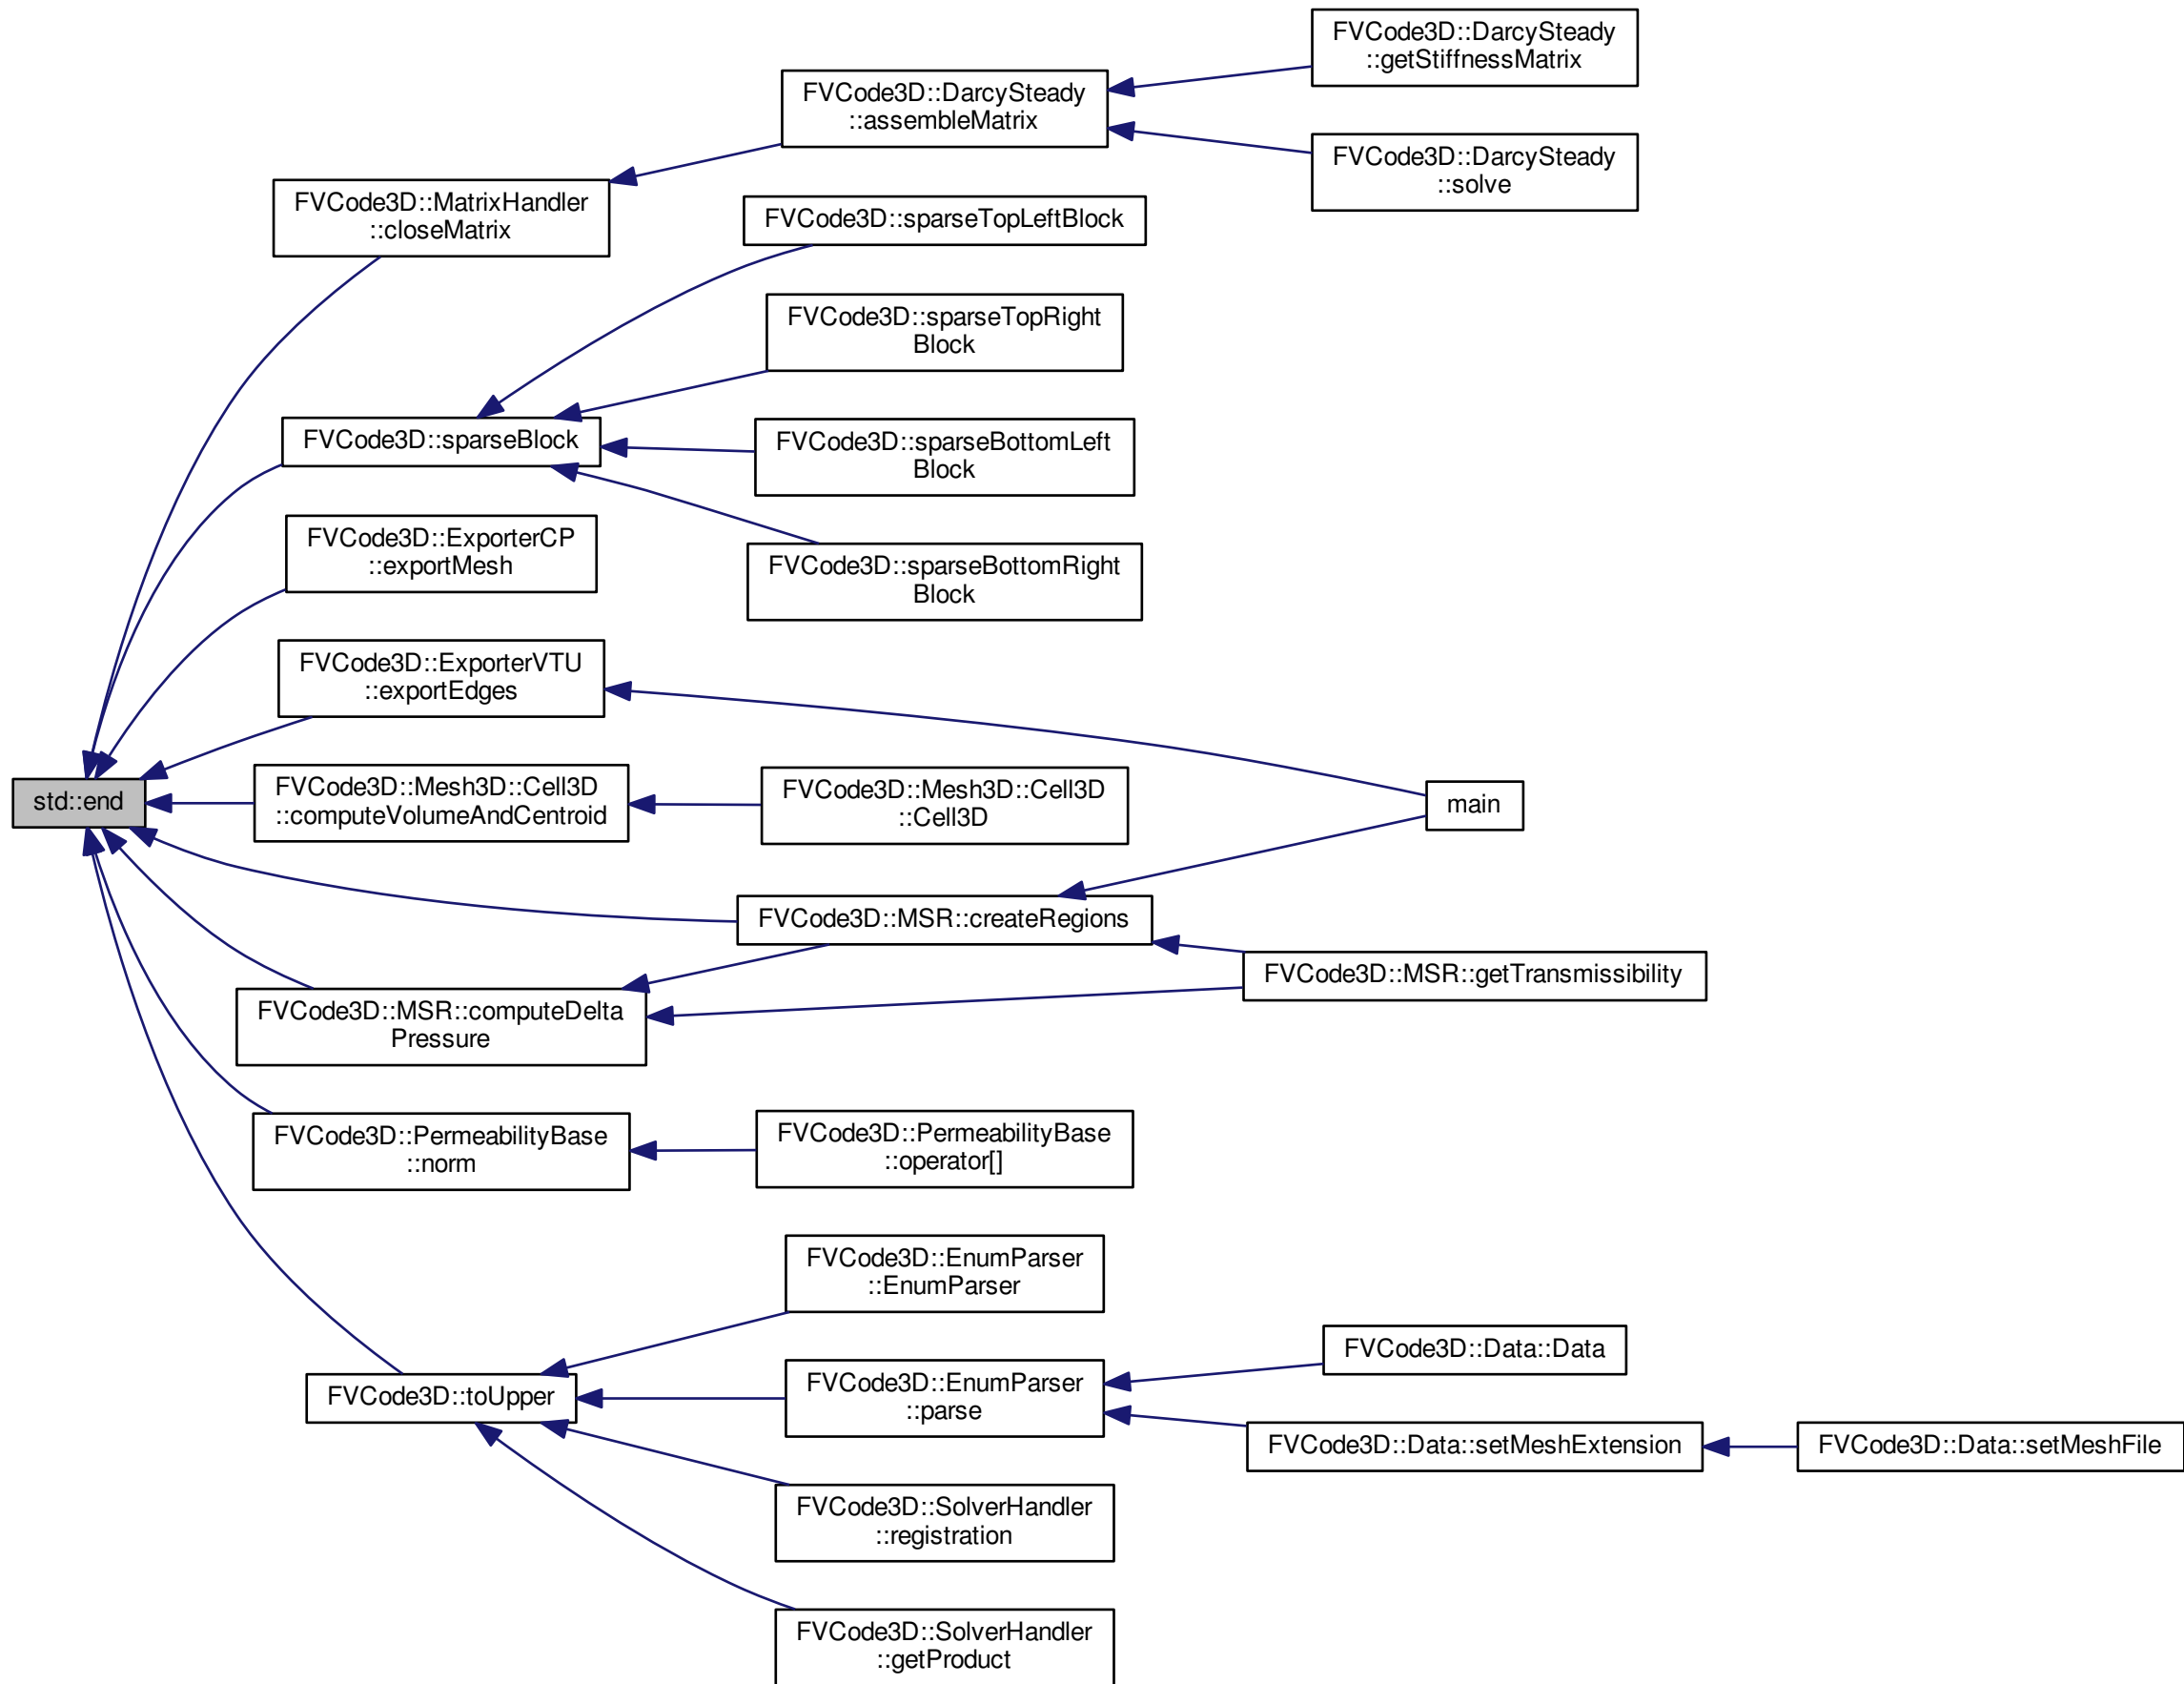 FVCode3D::DarcySteady
::getStiffnessMatrix
FVCode3D::DarcySteady
::assembleMatrix
FVCode3D::DarcySteady
::solve
FVCode3D::MatrixHandler
::closeMatrix
FVCode3D::sparseTopLeftBlock
FVCode3D::sparseTopRight
Block
FVCode3D::sparseBlock
FVCode3D::sparseBottomLeft
Block
FVCode3D::ExporterCP
::exportMesh
FVCode3D::sparseBottomRight
Block
FVCode3D::ExporterVTU
::exportEdges
std::end
FVCode3D::Mesh3D::Cell3D
::computeVolumeAndCentroid
FVCode3D::Mesh3D::Cell3D
::Cell3D
main
FVCode3D::MSR::createRegions
FVCode3D::MSR::getTransmissibility
FVCode3D::MSR::computeDelta
Pressure
FVCode3D::PermeabilityBase
::norm
FVCode3D::PermeabilityBase
::operator[]
FVCode3D::EnumParser
::EnumParser
FVCode3D::Data::Data
FVCode3D::toUpper
FVCode3D::EnumParser
::parse
FVCode3D::Data::setMeshExtension
FVCode3D::Data::setMeshFile
FVCode3D::SolverHandler
::registration
FVCode3D::SolverHandler
::getProduct